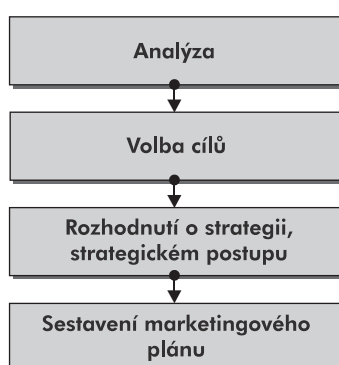 Analýza
Volba cílů
Rozhodnutí o strategii,
strategickém postupu
Sestavení marketingového
plánu